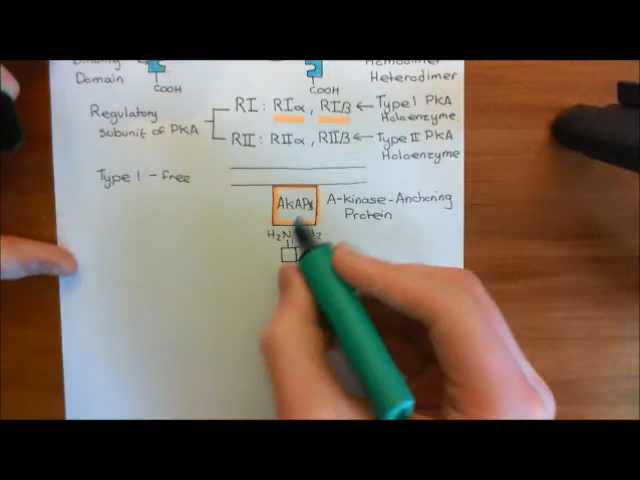 Binding
Domain
COOH
COOH
Homodimer
Heterodimer
Regulatory
subunit of PKA
RI : RIα , RIβ ← Type I PKA
Holoenzyme
RII : RIIα , RIIβ ← Type II PKA
Holoenzyme
Type I - free
AKAPs
A-kinase-Anchoring
Protein
H₂N